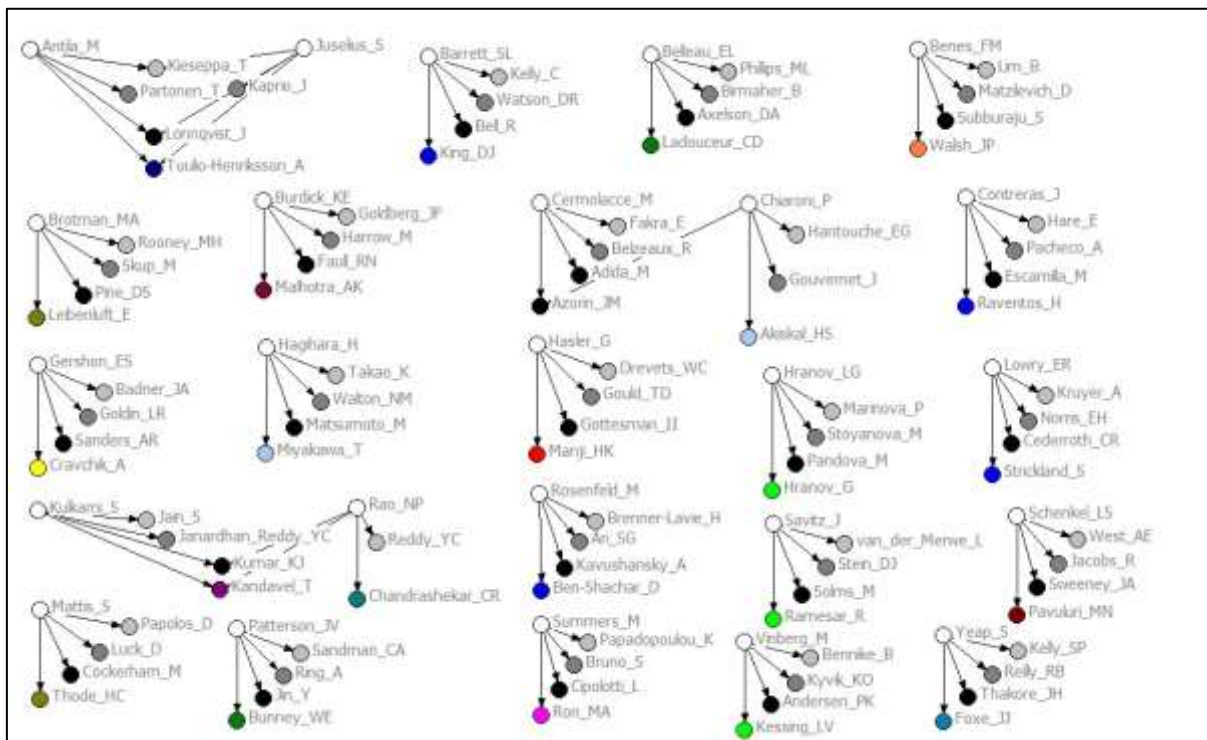 Antila_M
Juselius_S
Kieseppa_T
Partonen_T
Kaprio_J
Lonnqvist_J
Tuulio-Henriksson_A
Barrett_SL
Kelly_C
Watson_DR
Bell_R
King_DJ
Belleau_EL
Phillips_ML
Birmaher_B
Axelson_DA
Ladouceur_CD
Benes_FM
Lim_B
Matzilevich_D
Subburaju_S
Walsh_JP
Brotman_MA
Rooney_MH
Skup_M
Pine_DS
Leibenluft_E
Burdick_KE
Goldberg_JF
Harrow_M
Faull_RN
Malhotra_AK
Cermolacce_M
Fakra_E
Belzeaux_R
Adida_M
Azorin_JM
Chiaroni_P
Hantouche_EG
Gouvernet_J
Akiskal_HS
Contreras_J
Hare_E
Pacheco_A
Escamilla_M
Raventos_H
Gershon_ES
Badner_JA
Goldin_LR
Sanders_AR
Cravchik_A
Hagihara_H
Takao_K
Walton_NM
Matsumoto_M
Miyakawa_T
Hasler_G
Drevets_WC
Gould_TD
Gottesman_II
Manji_HK
Hranov_LG
Marinova_P
Stoyanova_M
Pandova_M
Hranov_G
Lowry_ER
Kruyer_A
Norris_EH
Cederroth_CR
Strickland_S
Kulkarni_S
Jain_S
Janardhan_Reddy_YC
Kumar_KJ
Kandavel_T
Rao_NP
Reddy_YC
Chandrashekar_CR
Rosenfeld_M
Brenner-Lavie_H
Ari_SG
Kavushansky_A
Ben-Shachar_D
Savitz_J
van_der_Merwe_L
Stein_DJ
Solms_M
Ramesar_R
Schenkel_LS
West_AE
Jacobs_R
Sweeney_JA
Pavuluri_MN
Mattis_S
Papolos_D
Luck_D
Cockerham_M
Thode_HC
Patterson_JV
Sandman_CA
Ring_A
Jin_Y
Bunney_WE
Summers_M
Papadopoulou_K
Bruno_S
Cipolotti_L
Ron_MA
Vinberg_M
Bennike_B
Kyvik_KO
Andersen_PK
Kessing_LV
Yeap_S
Kelly_SP
Reilly_RB
Thakore_JH
Foxe_JJ